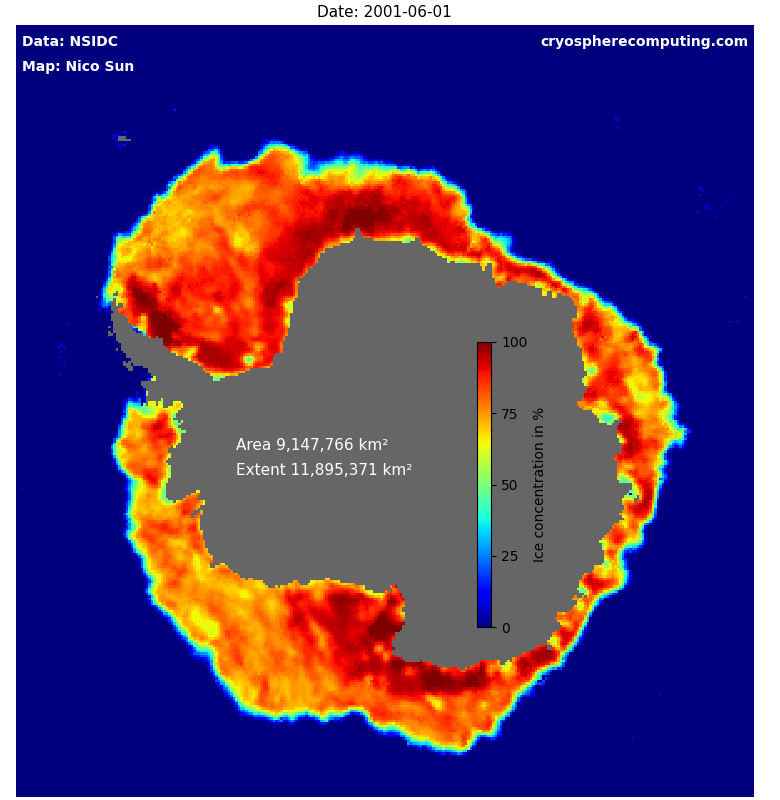 Date: 2001-06-01
Data: NSIDC
cryospherecomputing.com
Map: Nico Sun
100
75
50
25
0
Ice concentration in %
Area 9,147,766 km²
Extent 11,895,371 km²